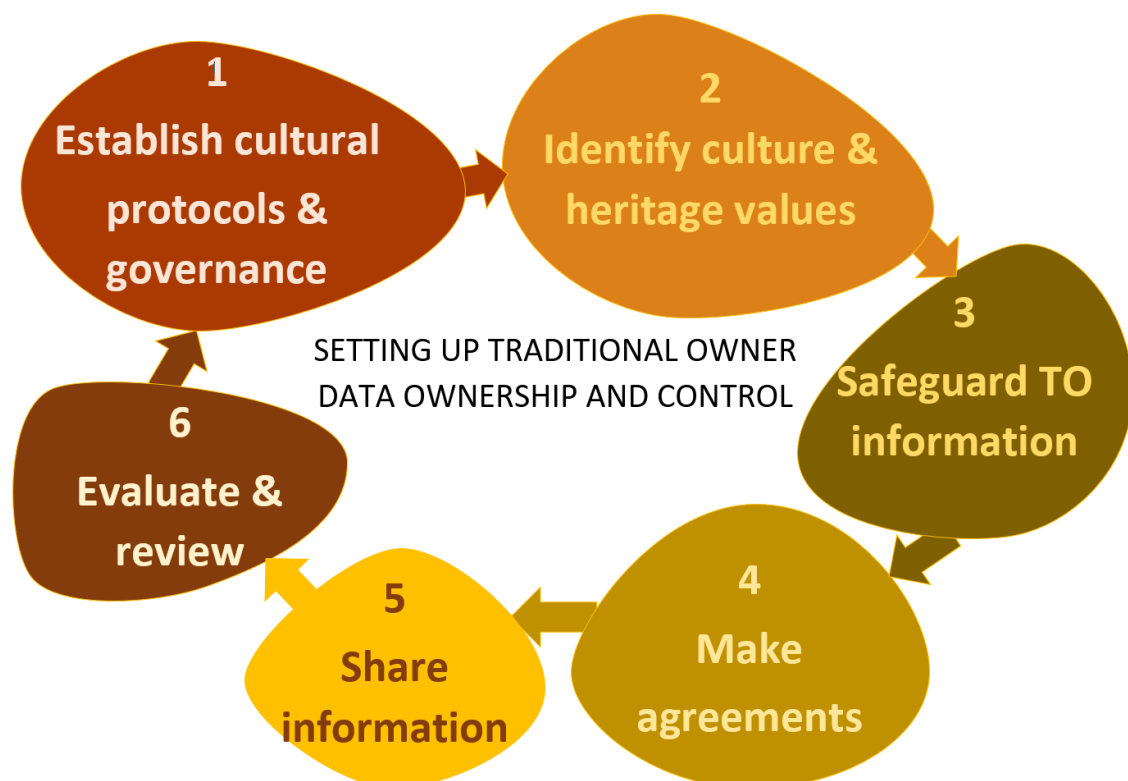 1
Establish cultural
protocols &
governance
2
Identify culture &
heritage values
3
Safeguard TO
information
4
Make
agreements
5
Share
information
6
Evaluate &
review
SETTING UP TRADITIONAL OWNER
DATA OWNERSHIP AND CONTROL